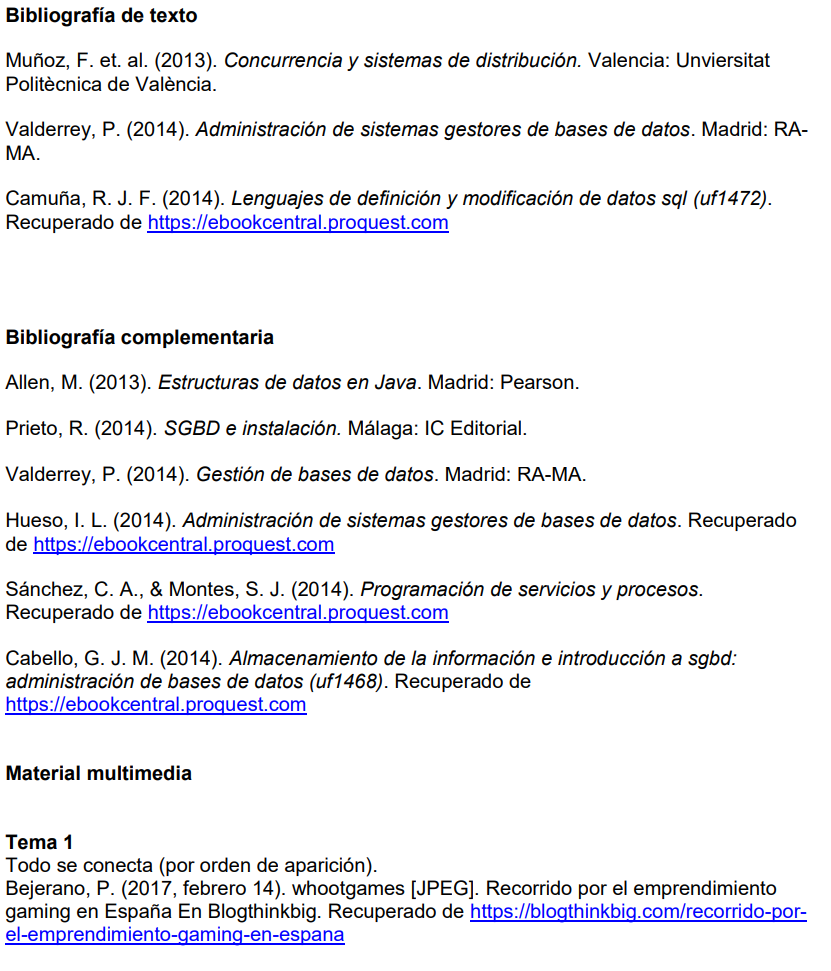 Bibliografía de texto
Muñoz, F. et. al. (2013). Concurrencia y sistemas de distribución. Valencia: Unviersitat
Politècnica de València.
Valderrey, P. (2014). Administración de sistemas gestores de bases de datos. Madrid: RA-
MA.
Camuña, R. J. F. (2014). Lenguajes de definición y modificación de datos sql (uf1472).
Recuperado de https://ebookcentral.proquest.com
Bibliografía complementaria
Allen, M. (2013). Estructuras de datos en Java. Madrid: Pearson.
Prieto, R. (2014). SGBD e instalación. Málaga: IC Editorial.
Valderrey, P. (2014). Gestión de bases de datos. Madrid: RA-MA.
Hueso, I. L. (2014). Administración de sistemas gestores de bases de datos. Recuperado
de https://ebookcentral.proquest.com
Sánchez, C. A., & Montes, S. J. (2014). Programación de servicios y procesos.
Recuperado de https://ebookcentral.proquest.com
Cabello, G. J. M. (2014). Almacenamiento de la información e introducción a sgbd:
administración de bases de datos (uf1468). Recuperado de
https://ebookcentral.proquest.com
Material multimedia
Tema 1
Todo se conecta (por orden de aparición).
Bejerano, P. (2017, febrero 14). whootgames [JPEG]. Recorrido por el emprendimiento
gaming en España En Blogthinkbig. Recuperado de https://blogthinkbig.com/recorrido-por-
el-emprendimiento-gaming-en-espana